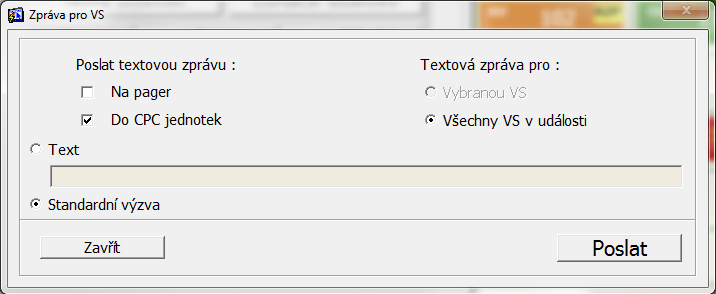 Zpráva pro VS
Poslat textovou zprávu :
Na pager
Do CPC jednotek
Textová zpráva pro :
Vybranou VS
Všechny VS v události
Text
Standardní výzva
Zavřít
Poslat